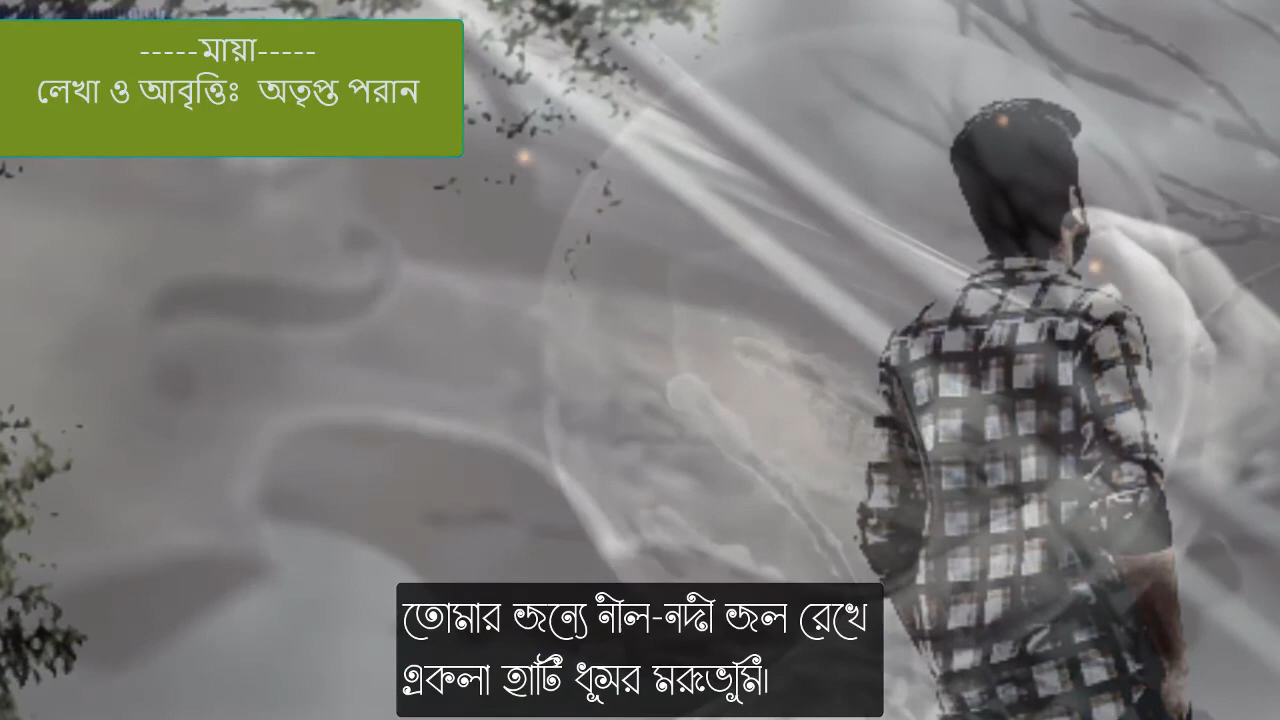 -----মায়া-----
লেখা ও আবৃত্তিঃ অতৃপ্ত পরান
তোমার জন্যে নীল-নদী জল রেখে
একলা হাটি ধূসর মরূভুমি।